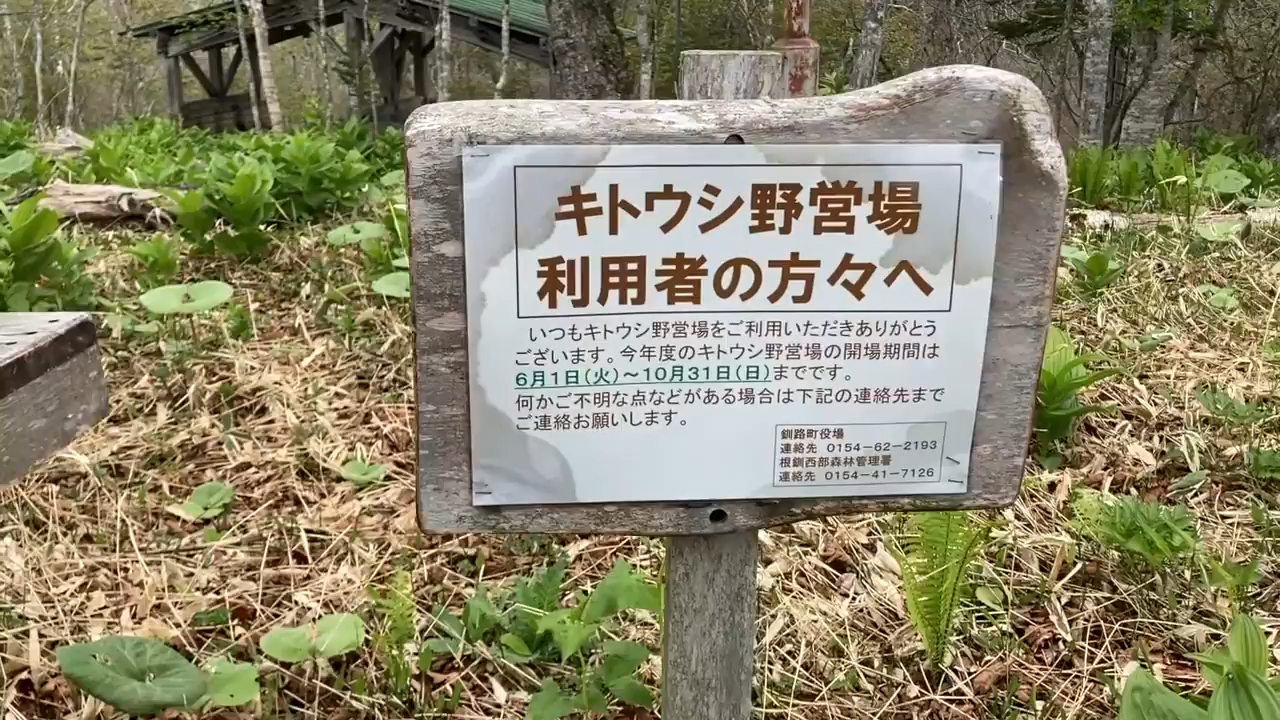 キトウシ野営場
利用者の方々へ
いつもキトウシ野営場をご利用いただきありがとう
ございます。今年度のキトウシ野営場の開場期間は
6月1日(火)～10月31日(日)までです。
何かご不明な点などがある場合は下記の連絡先まで
ご連絡お願いします。
釧路町役場
連絡先 0154－62－2193
根釧西部森林管理署
連絡先 0154－41－7126